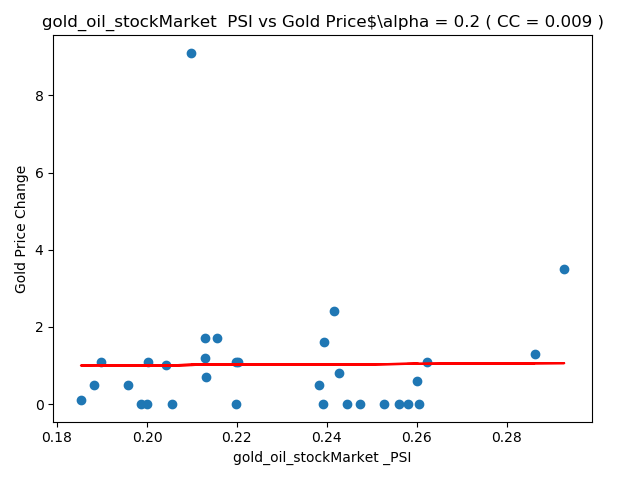 gold_oil_stockMarket  PSI vs Gold Price$\alpha = 0.2 ( CC = 0.009 )
8
6
4
2
0
Gold Price Change
0.18 0.20 0.22 0.24 0.26 0.28
gold_oil_stockMarket _PSI